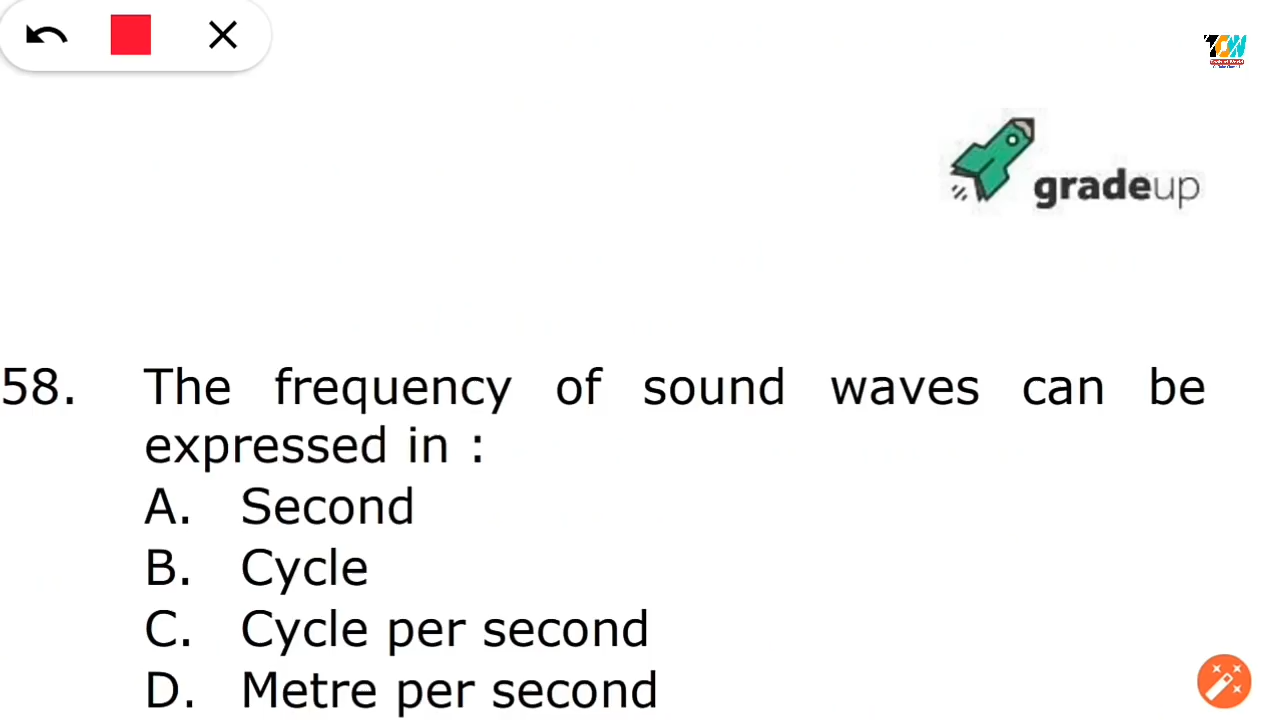 TOW
gradeup
58. The frequency of sound waves can be
expressed in :
A. Second
B. Cycle
C. Cycle per second
D. Metre per second